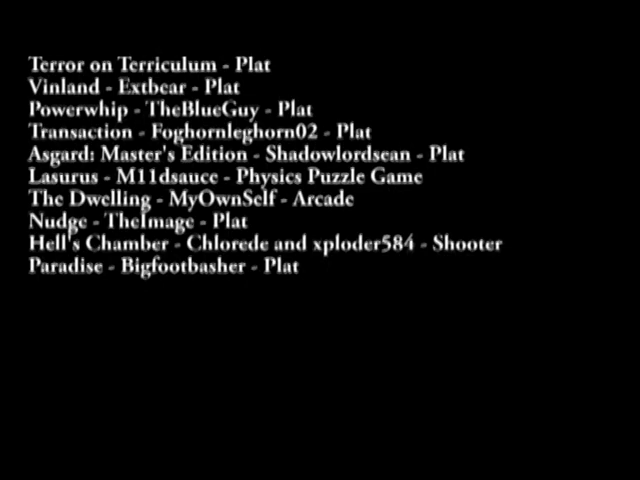 Terror on Terriculum - Plat
Vinland - Extbear - Plat
Powerwhip - TheBlueGuy - Plat
Transaction - Foghornleghorn02 - Plat
Asgard: Master's Edition - Shadowlordsean - Plat
Lasurus - M11dsauce - Physics Puzzle Game
The Dwelling - MyOwnSelf - Arcade
Nudge - TheImage - Plat
Hell's Chamber - Chlorede and xploder584 - Shooter
Paradise - Bigfootbasher - Plat